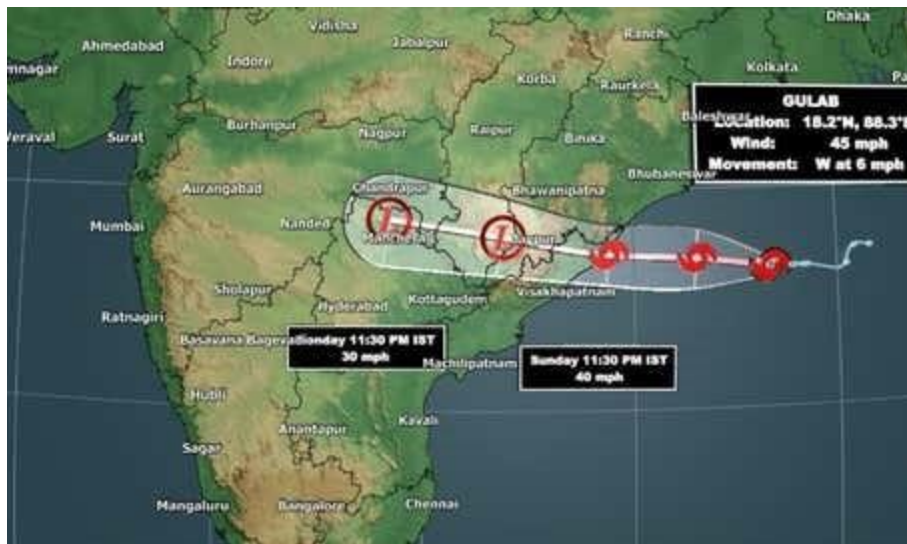 Dhaka
Vidisha
Ranchi
Ahmedabad
Jabalpur
Indore
Kolkata
Korba
Raurkela
GULAB
Veraval
Surat
Burhanpur
Nagpur
Raipur
Binika
Baleshwar
Location: 18.2°N, 88.3°E
Wind: 45 mph
Movement: W at 6 mph
Bhubaneswar
Aurangabad
Chandrapur
Bhawanipatna
Mumbai
Nanded
Visakhapatnam
Sholapur
Hyderabad
Kottagudem
Ratnagiri
Basavana
11:30 PM IST
30 mph
Machilipatnam
Sunday 11:30 PM IST
40 mph
Hubli
Kavali
Anantapur
Sagar
Mangaluru
Bangalore
Chennai